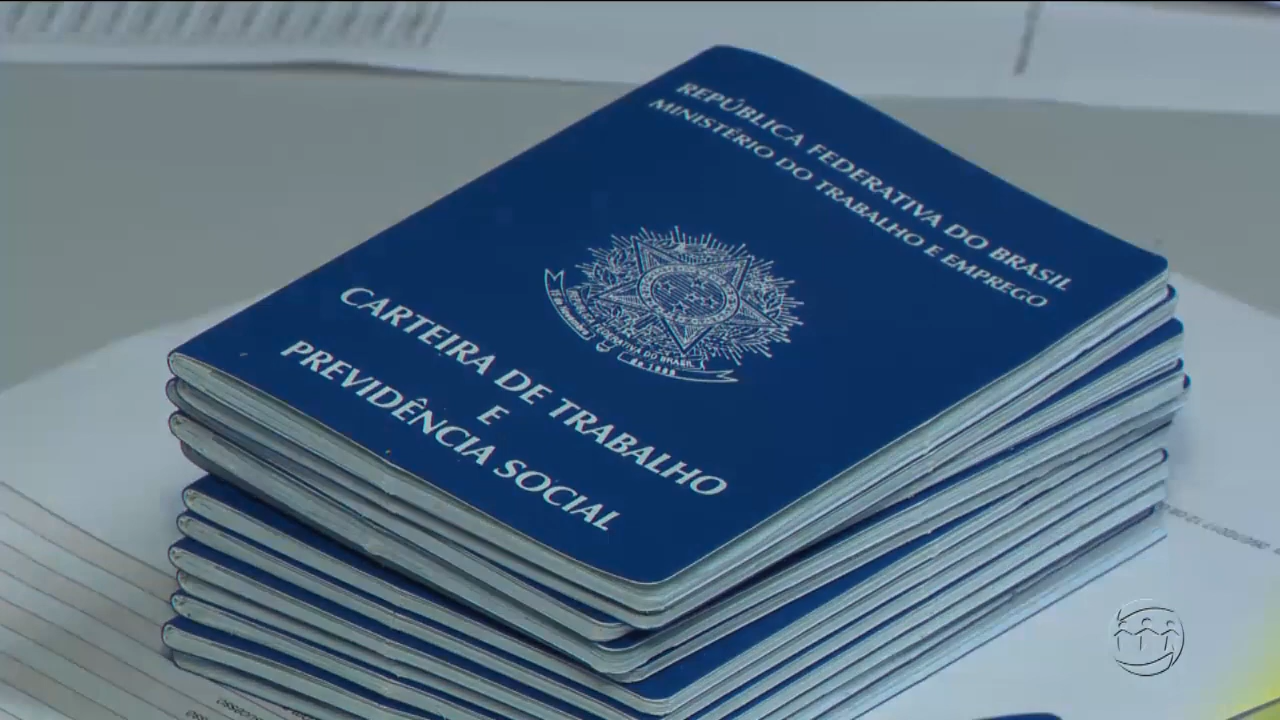 REPÚBLICA FEDERATIVA DO BRASIL
MINISTÉRIO DO TRABALHO E EMPREGO
CARTEIRA DE TRABALHO
E
PREVIDÊNCIA SOCIAL